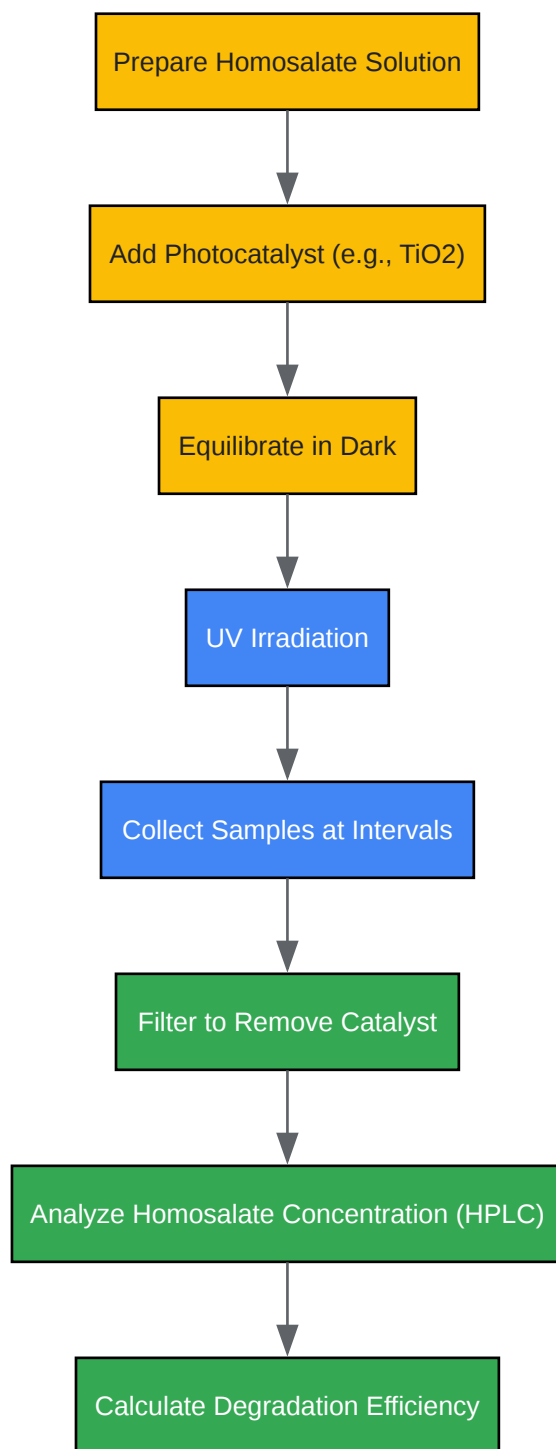 Prepare Homosalate Solution
Add Photocatalyst (e.g., TiO2)
Equilibrate in Dark
UV Irradiation
Collect Samples at Intervals
Filter to Remove Catalyst
Analyze Homosalate Concentration (HPLC)
Calculate Degradation Efficiency